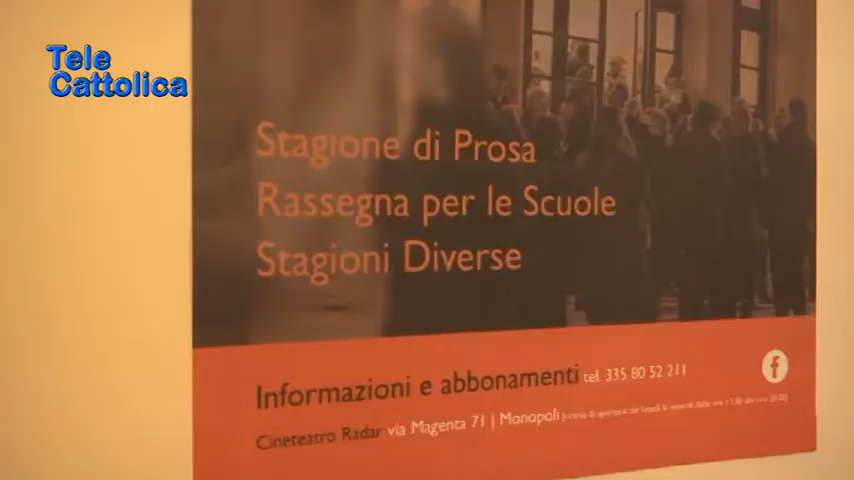 Tele
Cattolica
Stagione di Prosa
Rassegna per le Scuole
Stagioni Diverse
Informazioni e abbonamenti tel. 335 80 52 211
f
Cineteatro Radar via Magenta 71 | Monopoli